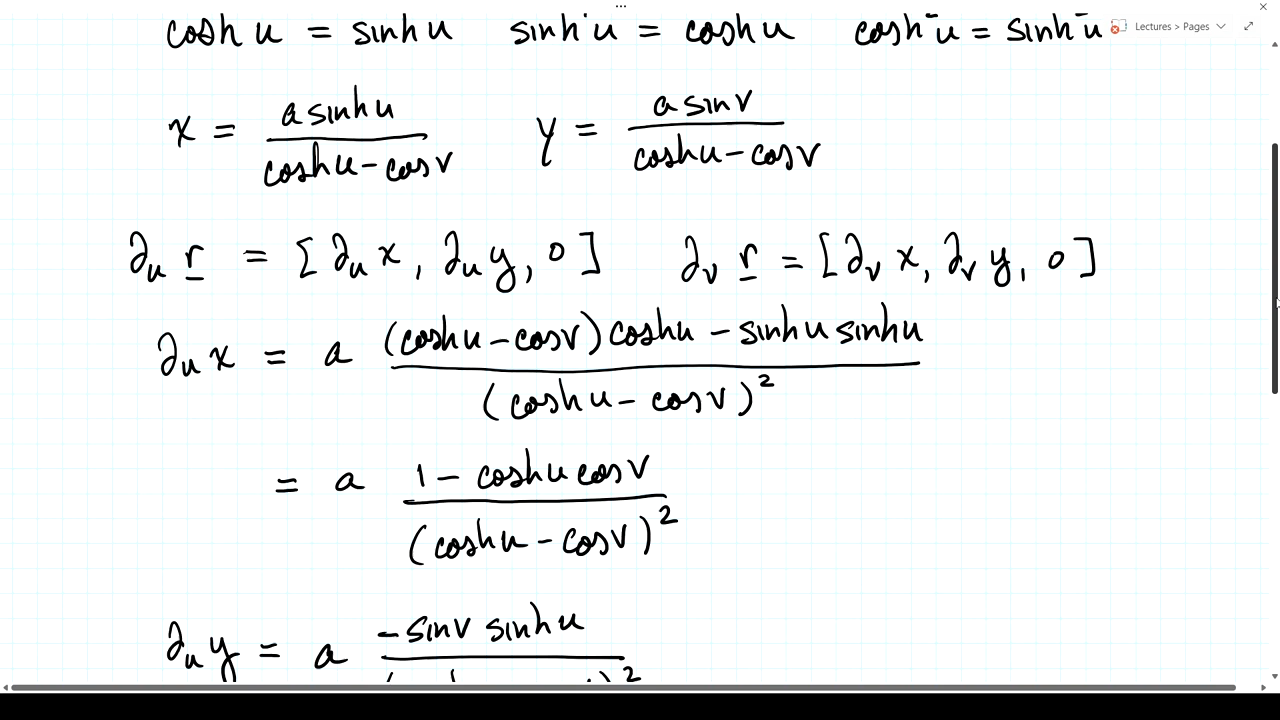 Lectures > Pages
cosh u = sinh u   sinh' u = cosh u   cosh⁻u = sinh⁻u
x = a sinh u / (cosh u − cos v)   y = a sin v / (cosh u − cos v)
∂u r = [∂u x, ∂u y, 0]   ∂v r = [∂v x, ∂v y, 0]
∂u x = a ((cosh u − cos v) cosh u − sinh u sinh u) / (cosh u − cos v)²
= a (1 − cosh u cos v) / (cosh u − cos v)²
∂u y = a −sin v sinh u / ( )²